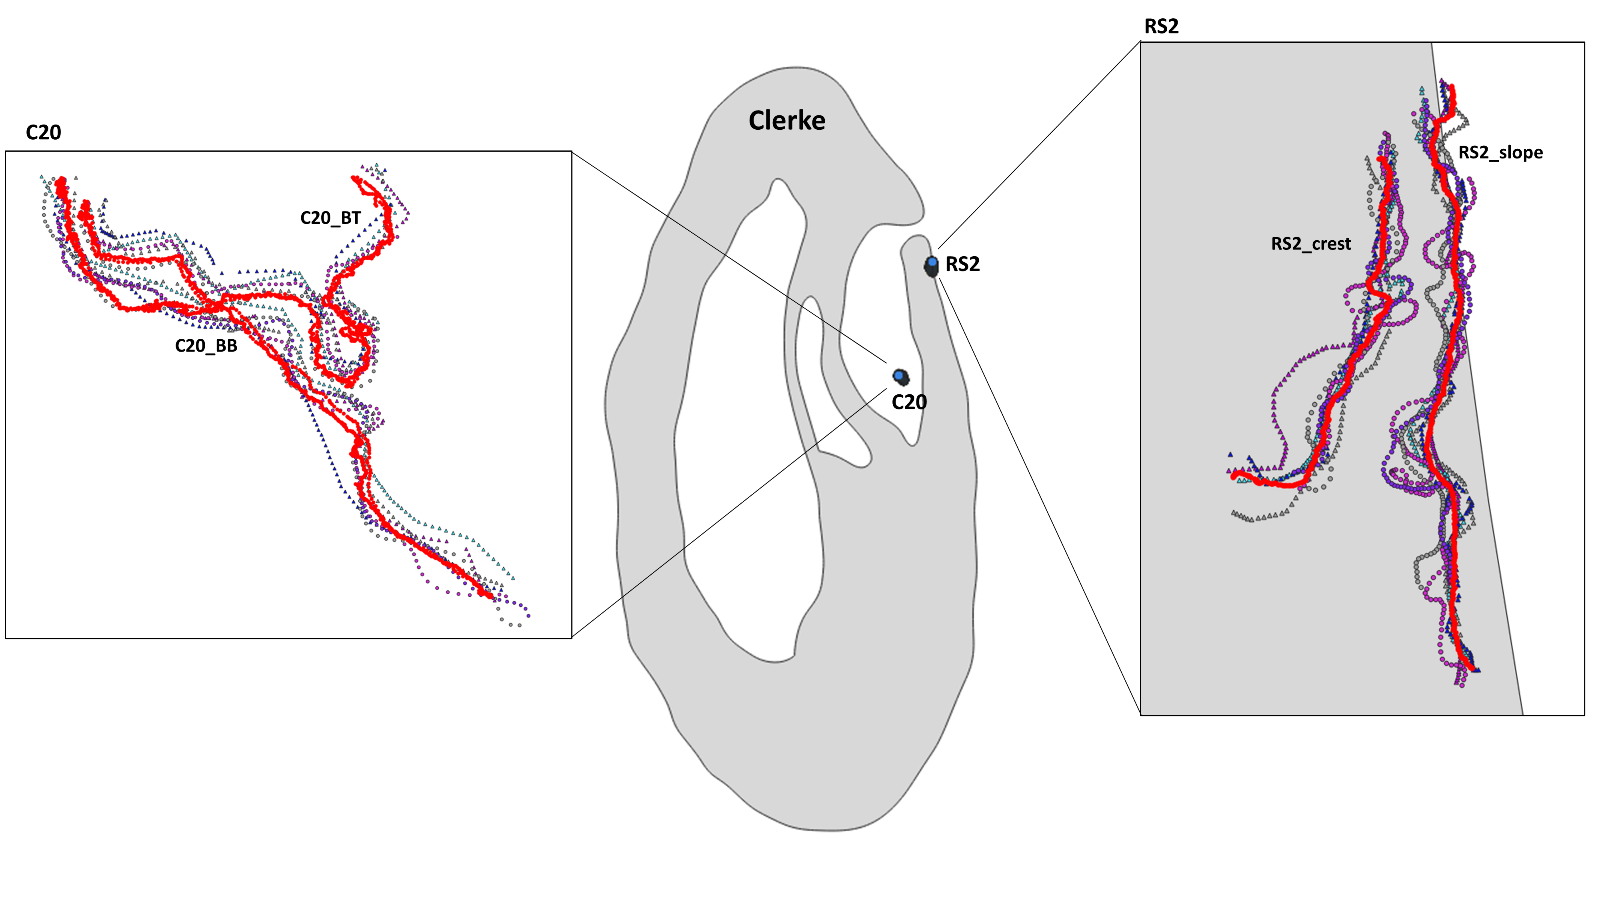 RS2
Clerke
C20
RS2_slope
C20_BT
RS2_crest
RS2
C20_BB
C20